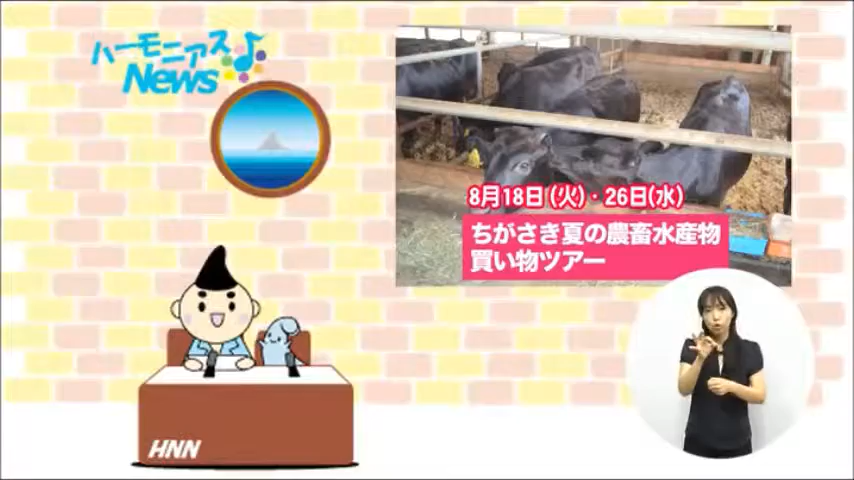 ハーモニアス
News
8月18日(火)・26日(水)
ちがさき夏の農畜水産物
買い物ツアー
HNN